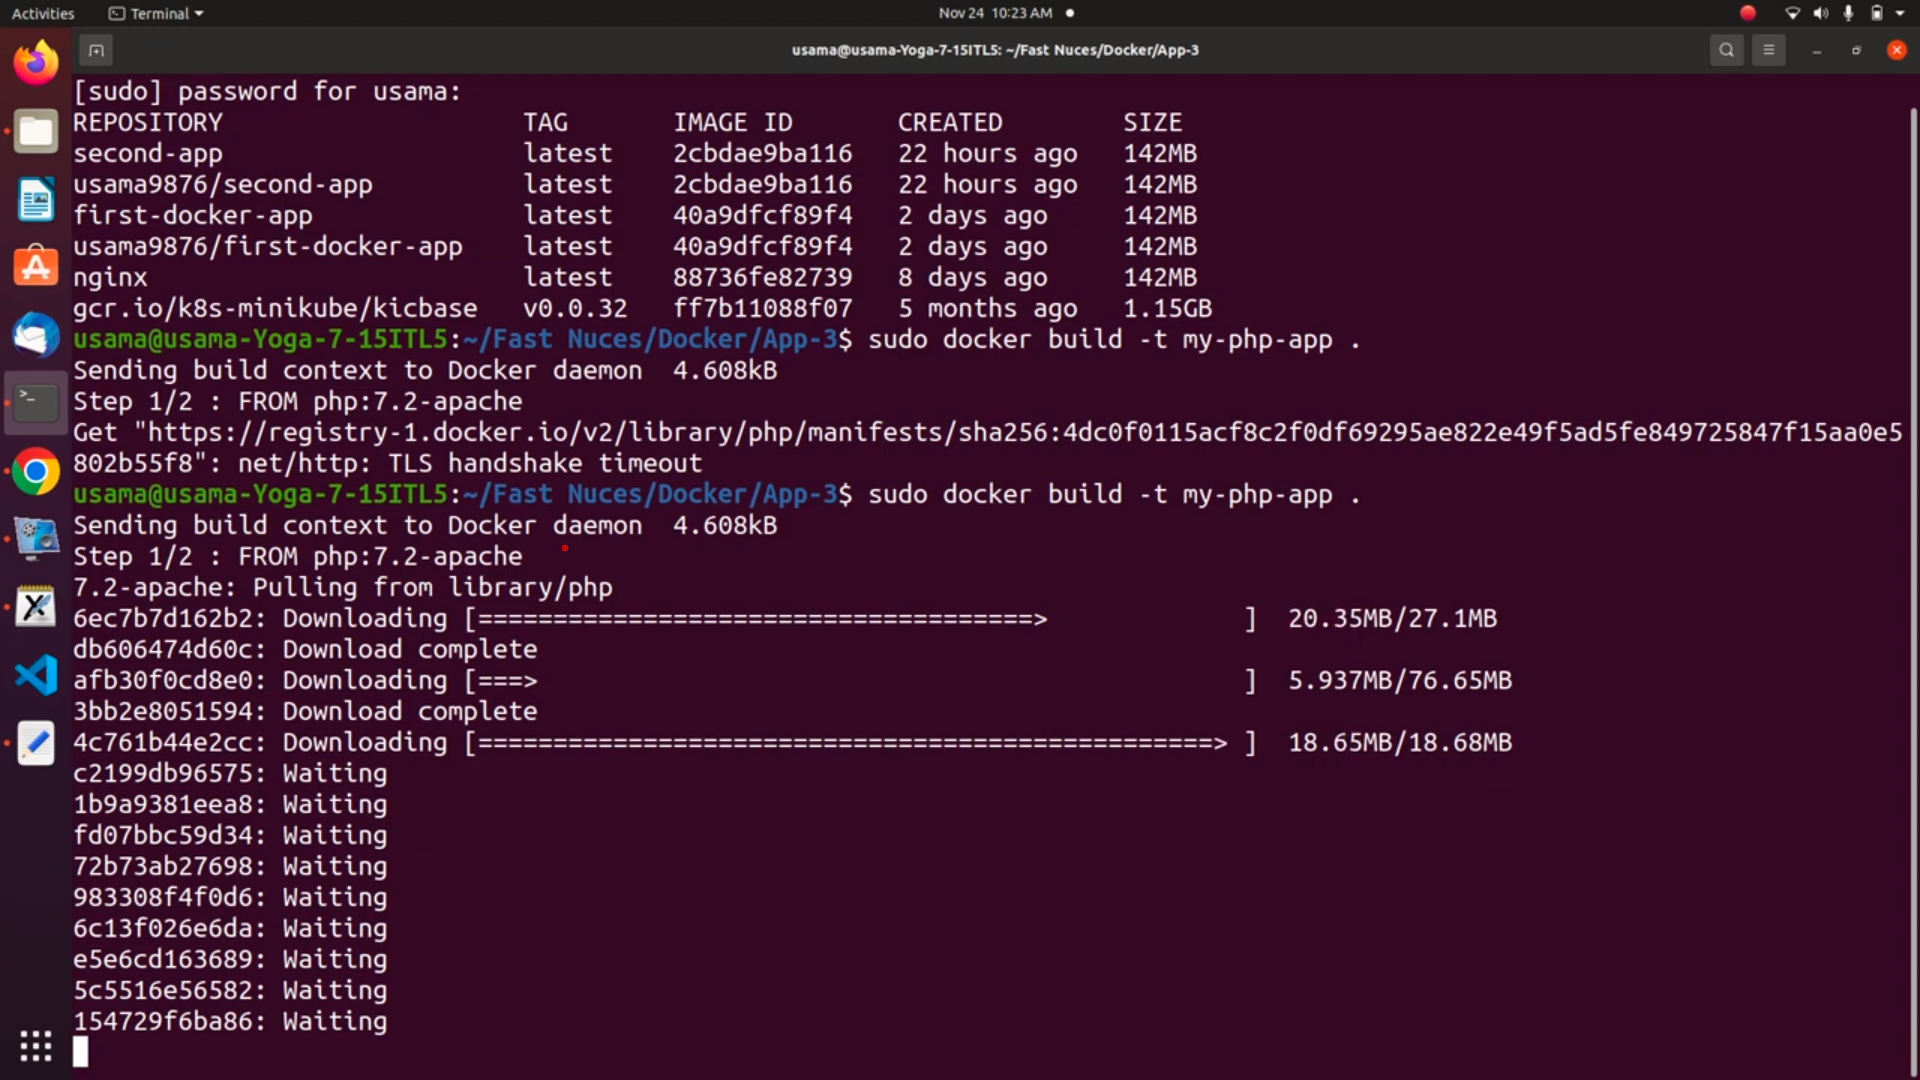 Activities Terminal Nov 24 10:23 AM
usama@usama-Yoga-7-15ITL5: ~/Fast Nuces/Docker/App-3
[sudo] password for usama:
REPOSITORY TAG IMAGE ID CREATED SIZE
second-app latest 2cbdae9ba116 22 hours ago 142MB
usama9876/second-app latest 2cbdae9ba116 22 hours ago 142MB
first-docker-app latest 40a9dfcf89f4 2 days ago 142MB
usama9876/first-docker-app latest 40a9dfcf89f4 2 days ago 142MB
nginx latest 88736fe82739 8 days ago 142MB
gcr.io/k8s-minikube/kicbase v0.0.32 ff7b11088f07 5 months ago 1.15GB
usama@usama-Yoga-7-15ITL5:~/Fast Nuces/Docker/App-3$ sudo docker build -t my-php-app .
Sending build context to Docker daemon 4.608kB
Step 1/2 : FROM php:7.2-apache
Get "https://registry-1.docker.io/v2/library/php/manifests/sha256:4dc0f0115acf8c2f0df69295ae822e49f5ad5fe849725847f15aa0e5
802b55f8": net/http: TLS handshake timeout
usama@usama-Yoga-7-15ITL5:~/Fast Nuces/Docker/App-3$ sudo docker build -t my-php-app .
Sending build context to Docker daemon 4.608kB
Step 1/2 : FROM php:7.2-apache
7.2-apache: Pulling from library/php
6ec7b7d162b2: Downloading [=====================================> ] 20.35MB/27.1MB
db606474d60c: Download complete
afb30f0cd8e0: Downloading [===> ] 5.937MB/76.65MB
3bb2e8051594: Download complete
4c761b44e2cc: Downloading [=================================================> ] 18.65MB/18.68MB
c2199db96575: Waiting
1b9a9381eea8: Waiting
fd07bbc59d34: Waiting
72b73ab27698: Waiting
983308f4f0d6: Waiting
6c13f026e6da: Waiting
e5e6cd163689: Waiting
5c5516e56582: Waiting
154729f6ba86: Waiting